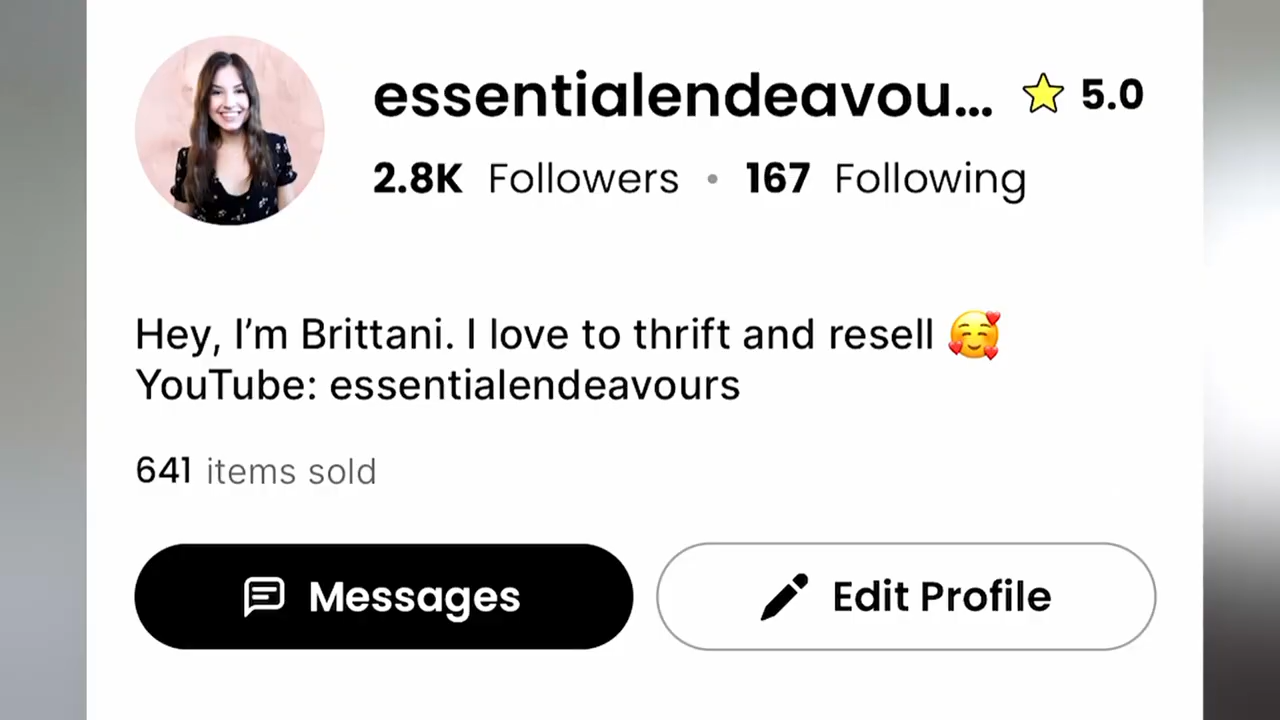 essentialendeavou... ⭐ 5.0
2.8K Followers • 167 Following
Hey, I'm Brittani. I love to thrift and resell 🥰
YouTube: essentialendeavours
641 items sold
Messages
Edit Profile